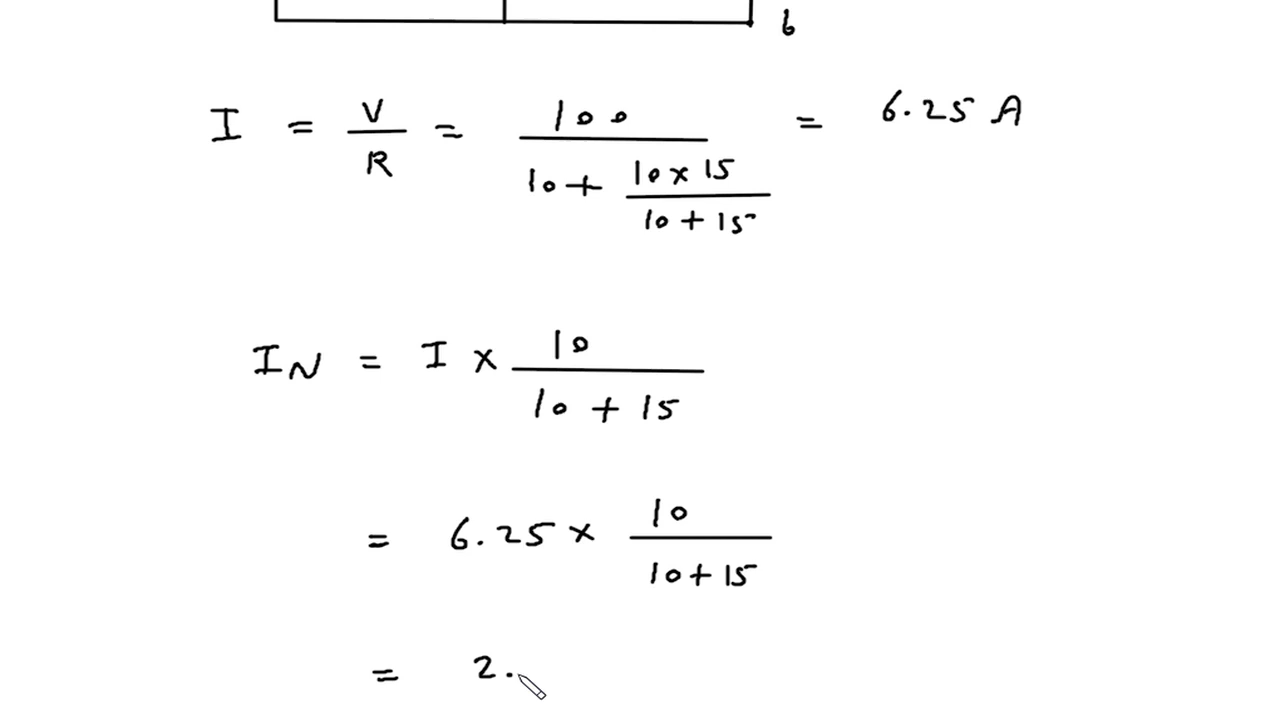 b
I = V/R = 100/(10 + (10 × 15)/(10 + 15)) = 6.25 A
IN = I × 10/(10 + 15)
= 6.25 × 10/(10 + 15)
= 2.